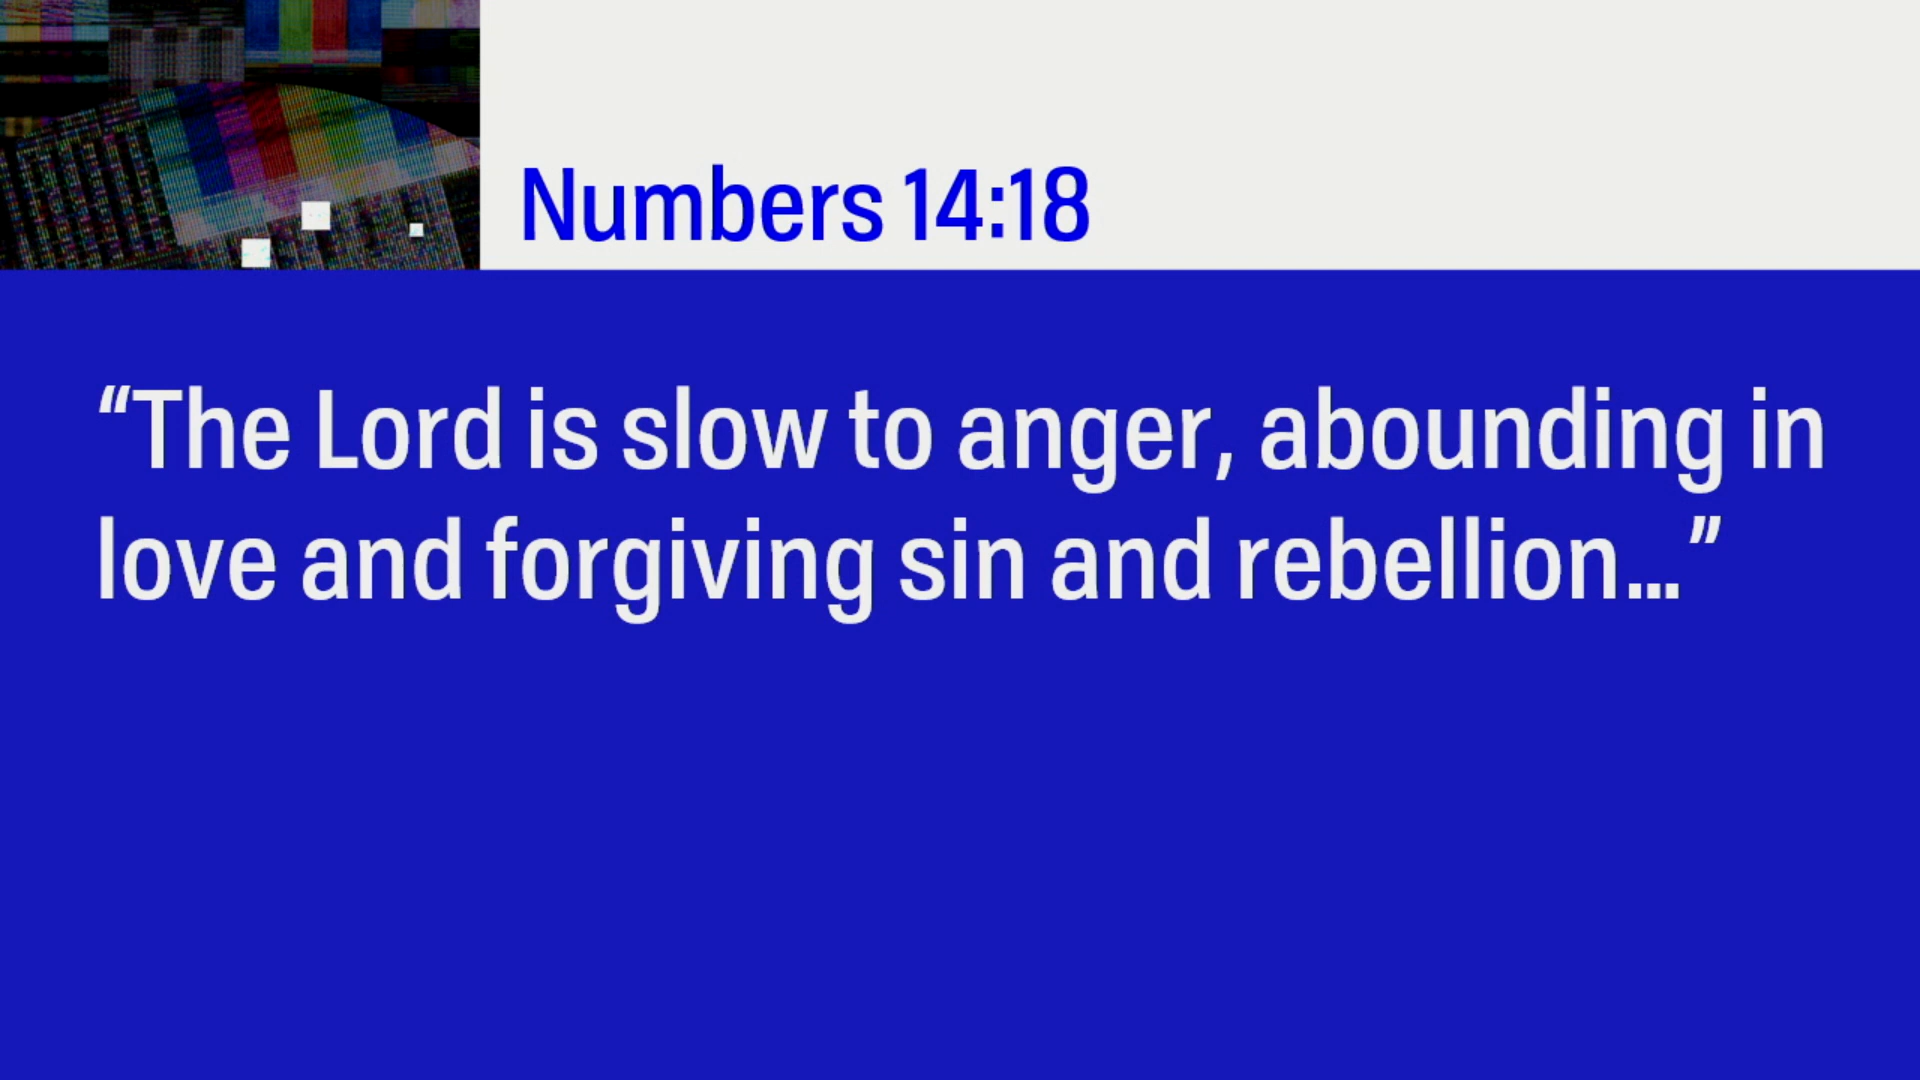 Numbers 14:18
“The Lord is slow to anger, abounding in
love and forgiving sin and rebellion...”